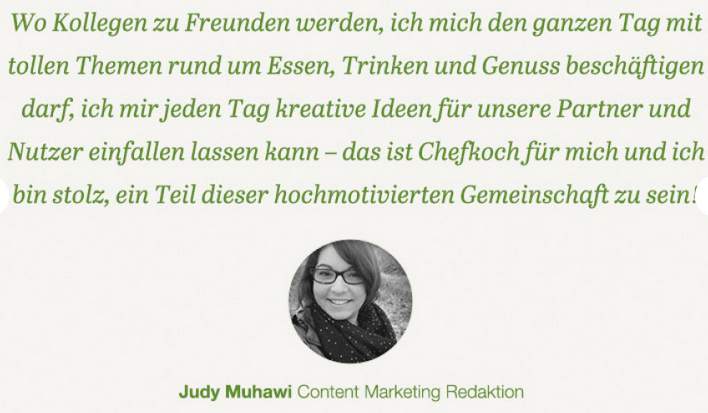 Wo Kollegen zu Freunden werden, ich mich den ganzen Tag mit
tollen Themen rund um Essen, Trinken und Genuss beschäftigen
darf, ich mir jeden Tag kreative Ideen für unsere Partner und
Nutzer einfallen lassen kann – das ist Chefkoch für mich und ich
bin stolz, ein Teil dieser hochmotivierten Gemeinschaft zu sein!
Judy Muhawi Content Marketing Redaktion